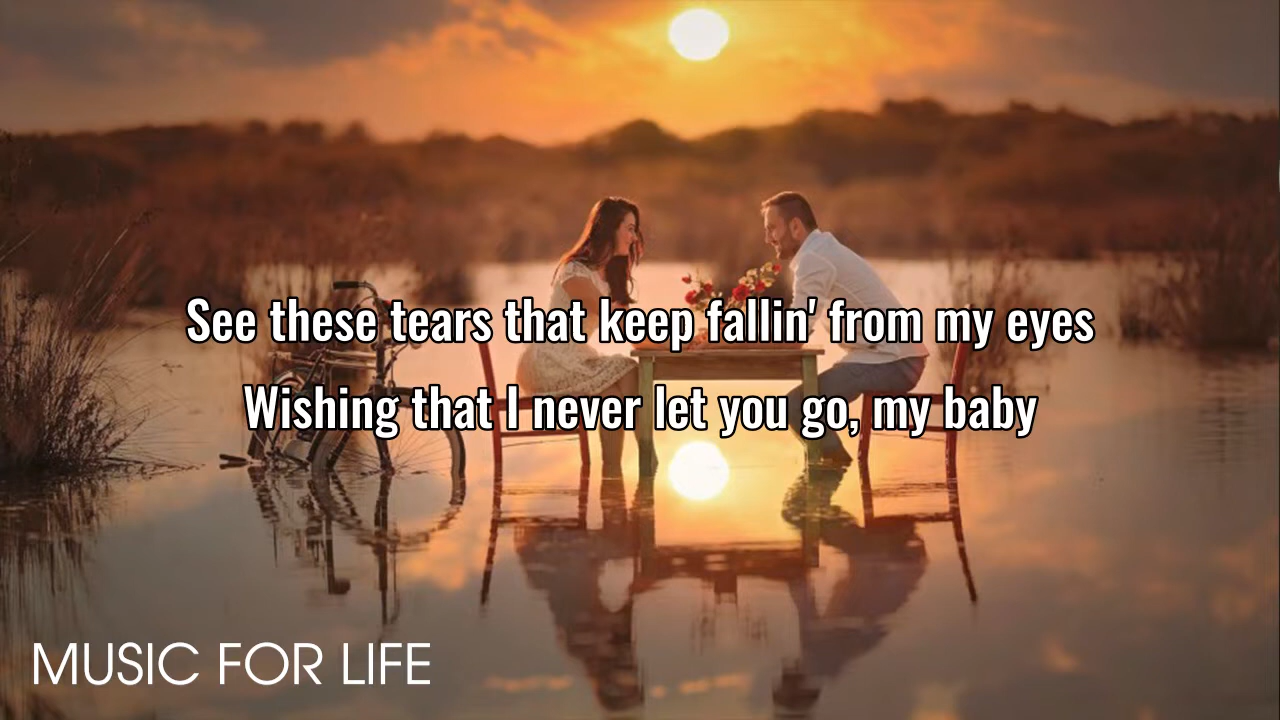 See these tears that keep fallin' from my eyes
Wishing that I never let you go, my baby
MUSIC FOR LIFE